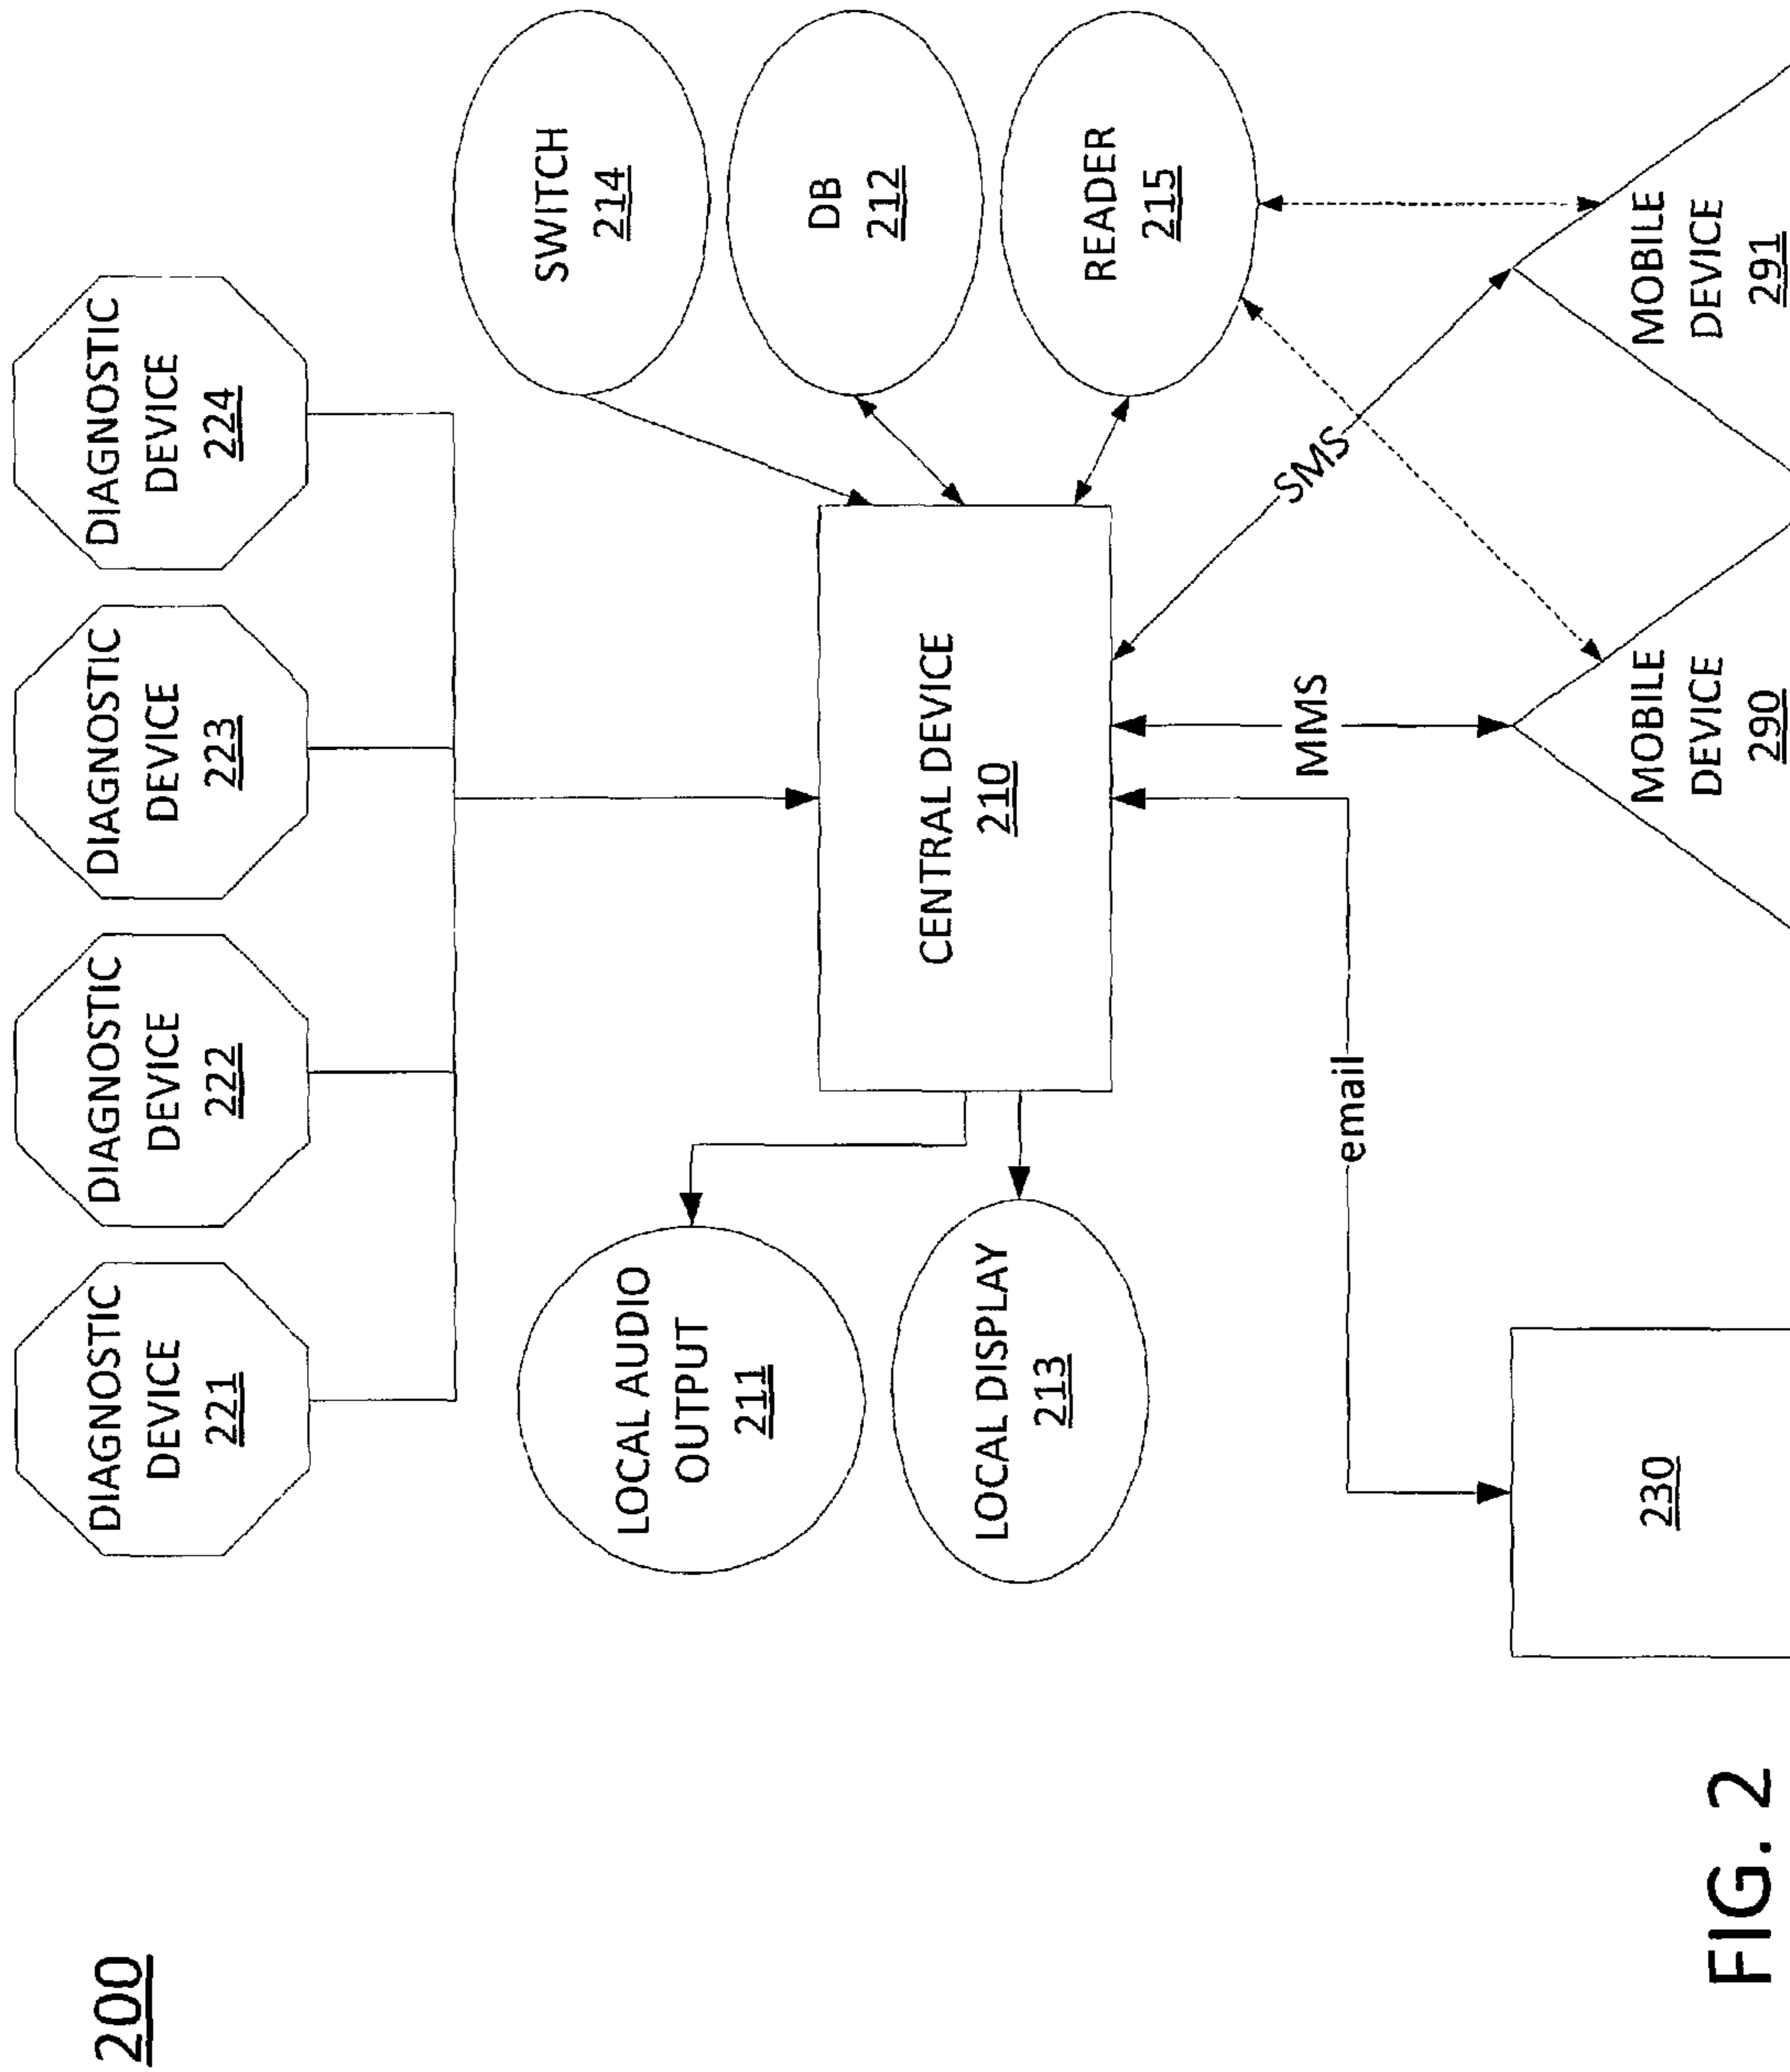 200
DIAGNOSTIC
DEVICE
221
DIAGNOSTIC
DEVICE
222
DIAGNOSTIC
DEVICE
223
DIAGNOSTIC
DEVICE
224
LOCAL AUDIO
OUTPUT
211
LOCAL DISPLAY
213
CENTRAL DEVICE
210
SWITCH
214
DB
212
READER
215
email
MMS
SMS
230
MOBILE
DEVICE
290
MOBILE
DEVICE
291
FIG. 2